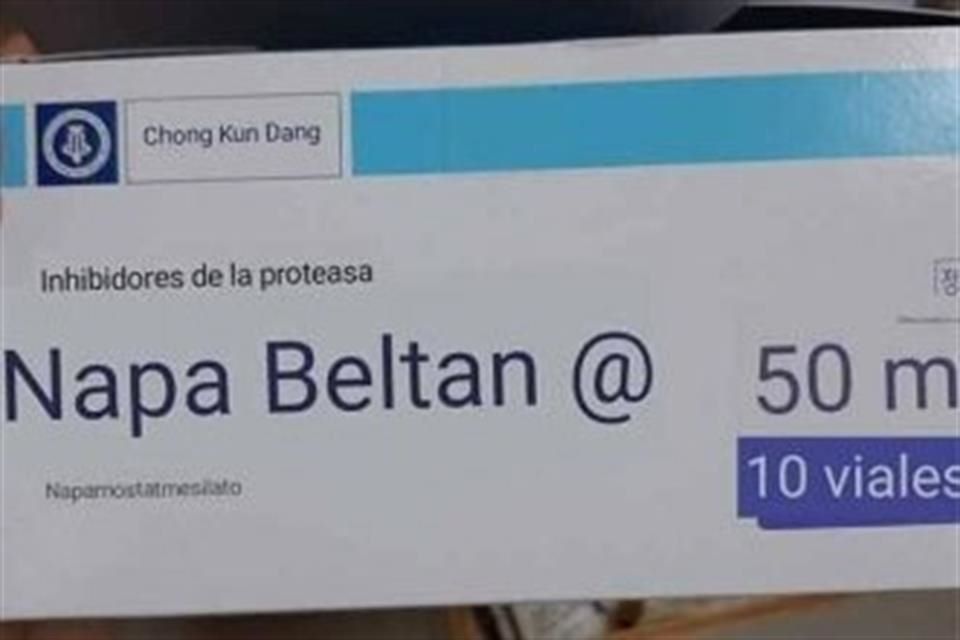 Chong Kun Dang
Inhibidores de la proteasa
Napa Beltan @
50 m
10 viales
Napamostatmesilato